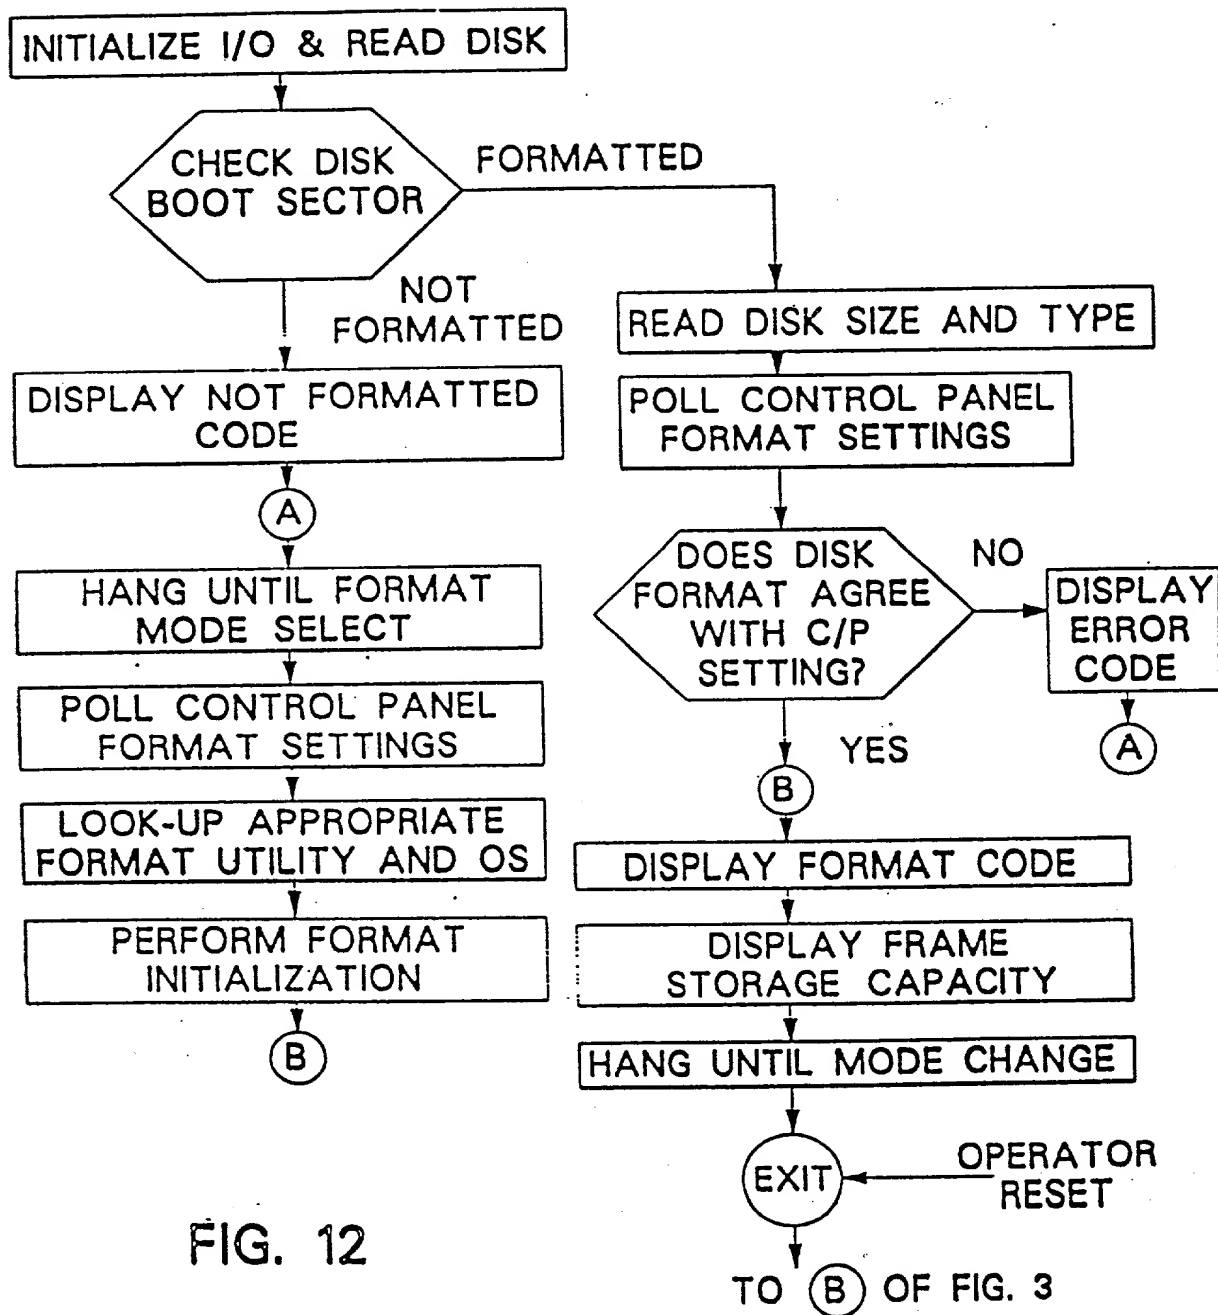 INITIALIZE I/O & READ DISK
CHECK DISK
BOOT SECTOR
FORMATTED
NOT
FORMATTED
DISPLAY NOT FORMATTED
CODE
A
HANG UNTIL FORMAT
MODE SELECT
POLL CONTROL PANEL
FORMAT SETTINGS
LOOK-UP APPROPRIATE
FORMAT UTILITY AND OS
PERFORM FORMAT
INITIALIZATION
B
READ DISK SIZE AND TYPE
POLL CONTROL PANEL
FORMAT SETTINGS
DOES DISK
FORMAT AGREE
WITH C/P
SETTING?
NO
DISPLAY
ERROR
CODE
A
YES
B
DISPLAY FORMAT CODE
DISPLAY FRAME
STORAGE CAPACITY
HANG UNTIL MODE CHANGE
EXIT
OPERATOR
RESET
TO B OF FIG. 3
FIG. 12